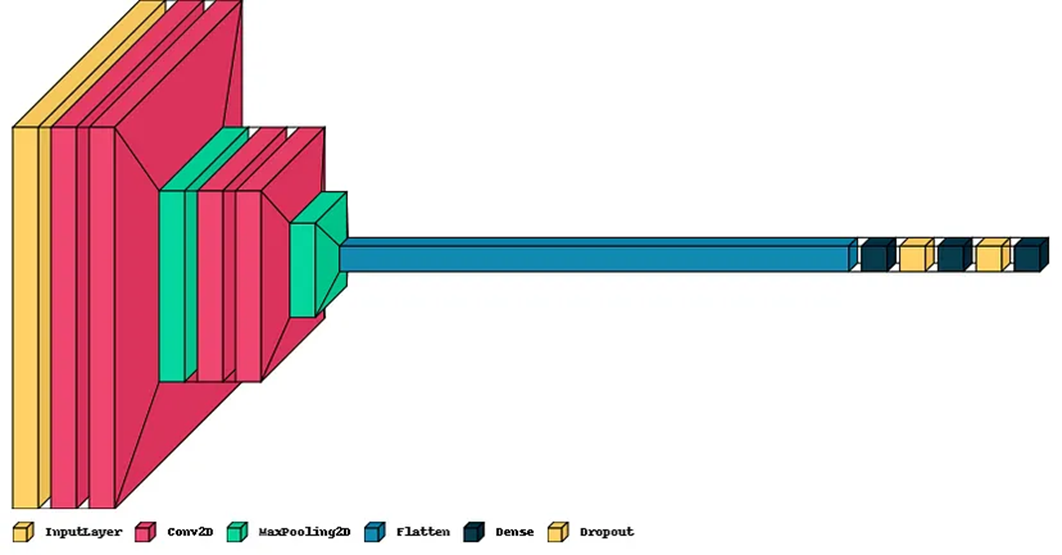 InputLayer Conv2D MaxPooling2D Flatten Dense Dropout